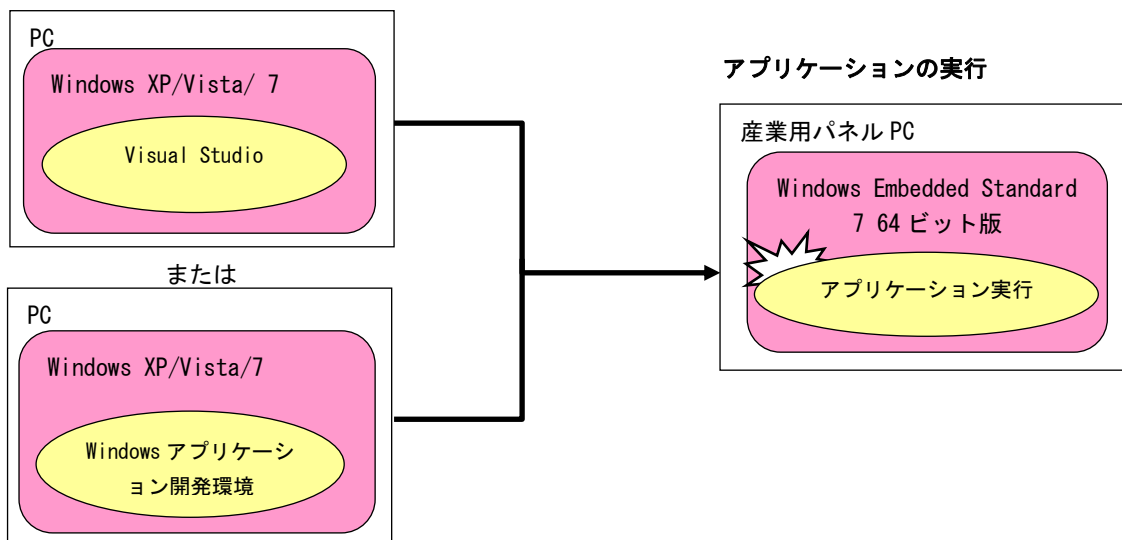 PC
Windows XP/Vista/ 7
Visual Studio
または
PC
Windows XP/Vista/7
Windows アプリケーシ
ョン開発環境
アプリケーションの実行
産業用パネル PC
Windows Embedded Standard
7 64 ビット版
アプリケーション実行